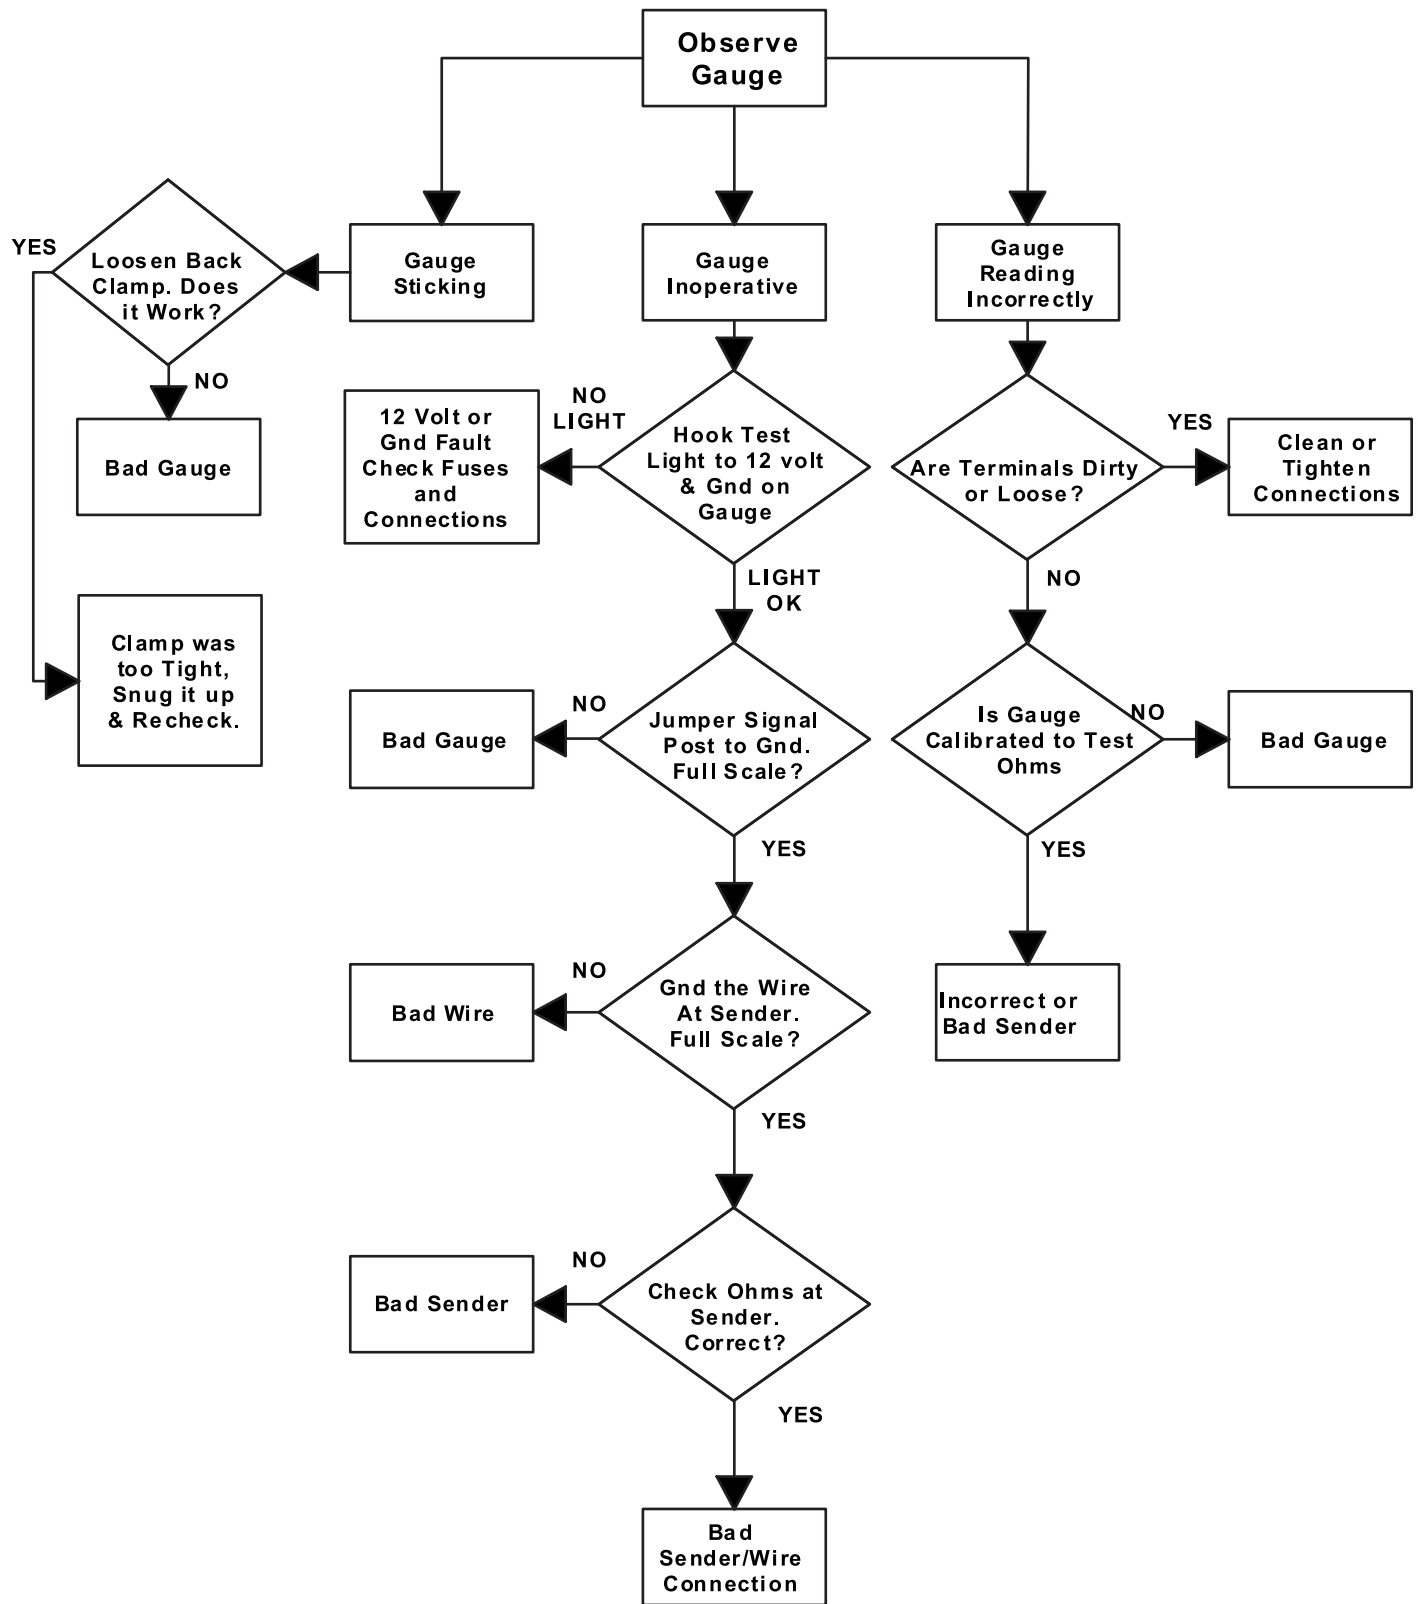 Observe
Gauge
YES
Loosen Back
Clamp. Does
it Work?
Gauge
Sticking
Gauge
Inoperative
Gauge
Reading
Incorrectly
NO
Bad Gauge
12 Volt or
Gnd Fault
Check Fuses
and
Connections
NO
LIGHT
Hook Test
Light to 12 volt
& Gnd on
Gauge
Are Terminals Dirty
or Loose?
YES
Clean or
Tighten
Connections
LIGHT
OK
NO
Clamp was
too Tight,
Snug it up
& Recheck.
Bad Gauge
NO
Jumper Signal
Post to Gnd.
Full Scale?
Is Gauge
Calibrated to Test
Ohms
NO
Bad Gauge
YES
YES
Bad Wire
NO
Gnd the Wire
At Sender.
Full Scale?
Incorrect or
Bad Sender
YES
Bad Sender
NO
Check Ohms at
Sender.
Correct?
YES
Bad
Sender/Wire
Connection